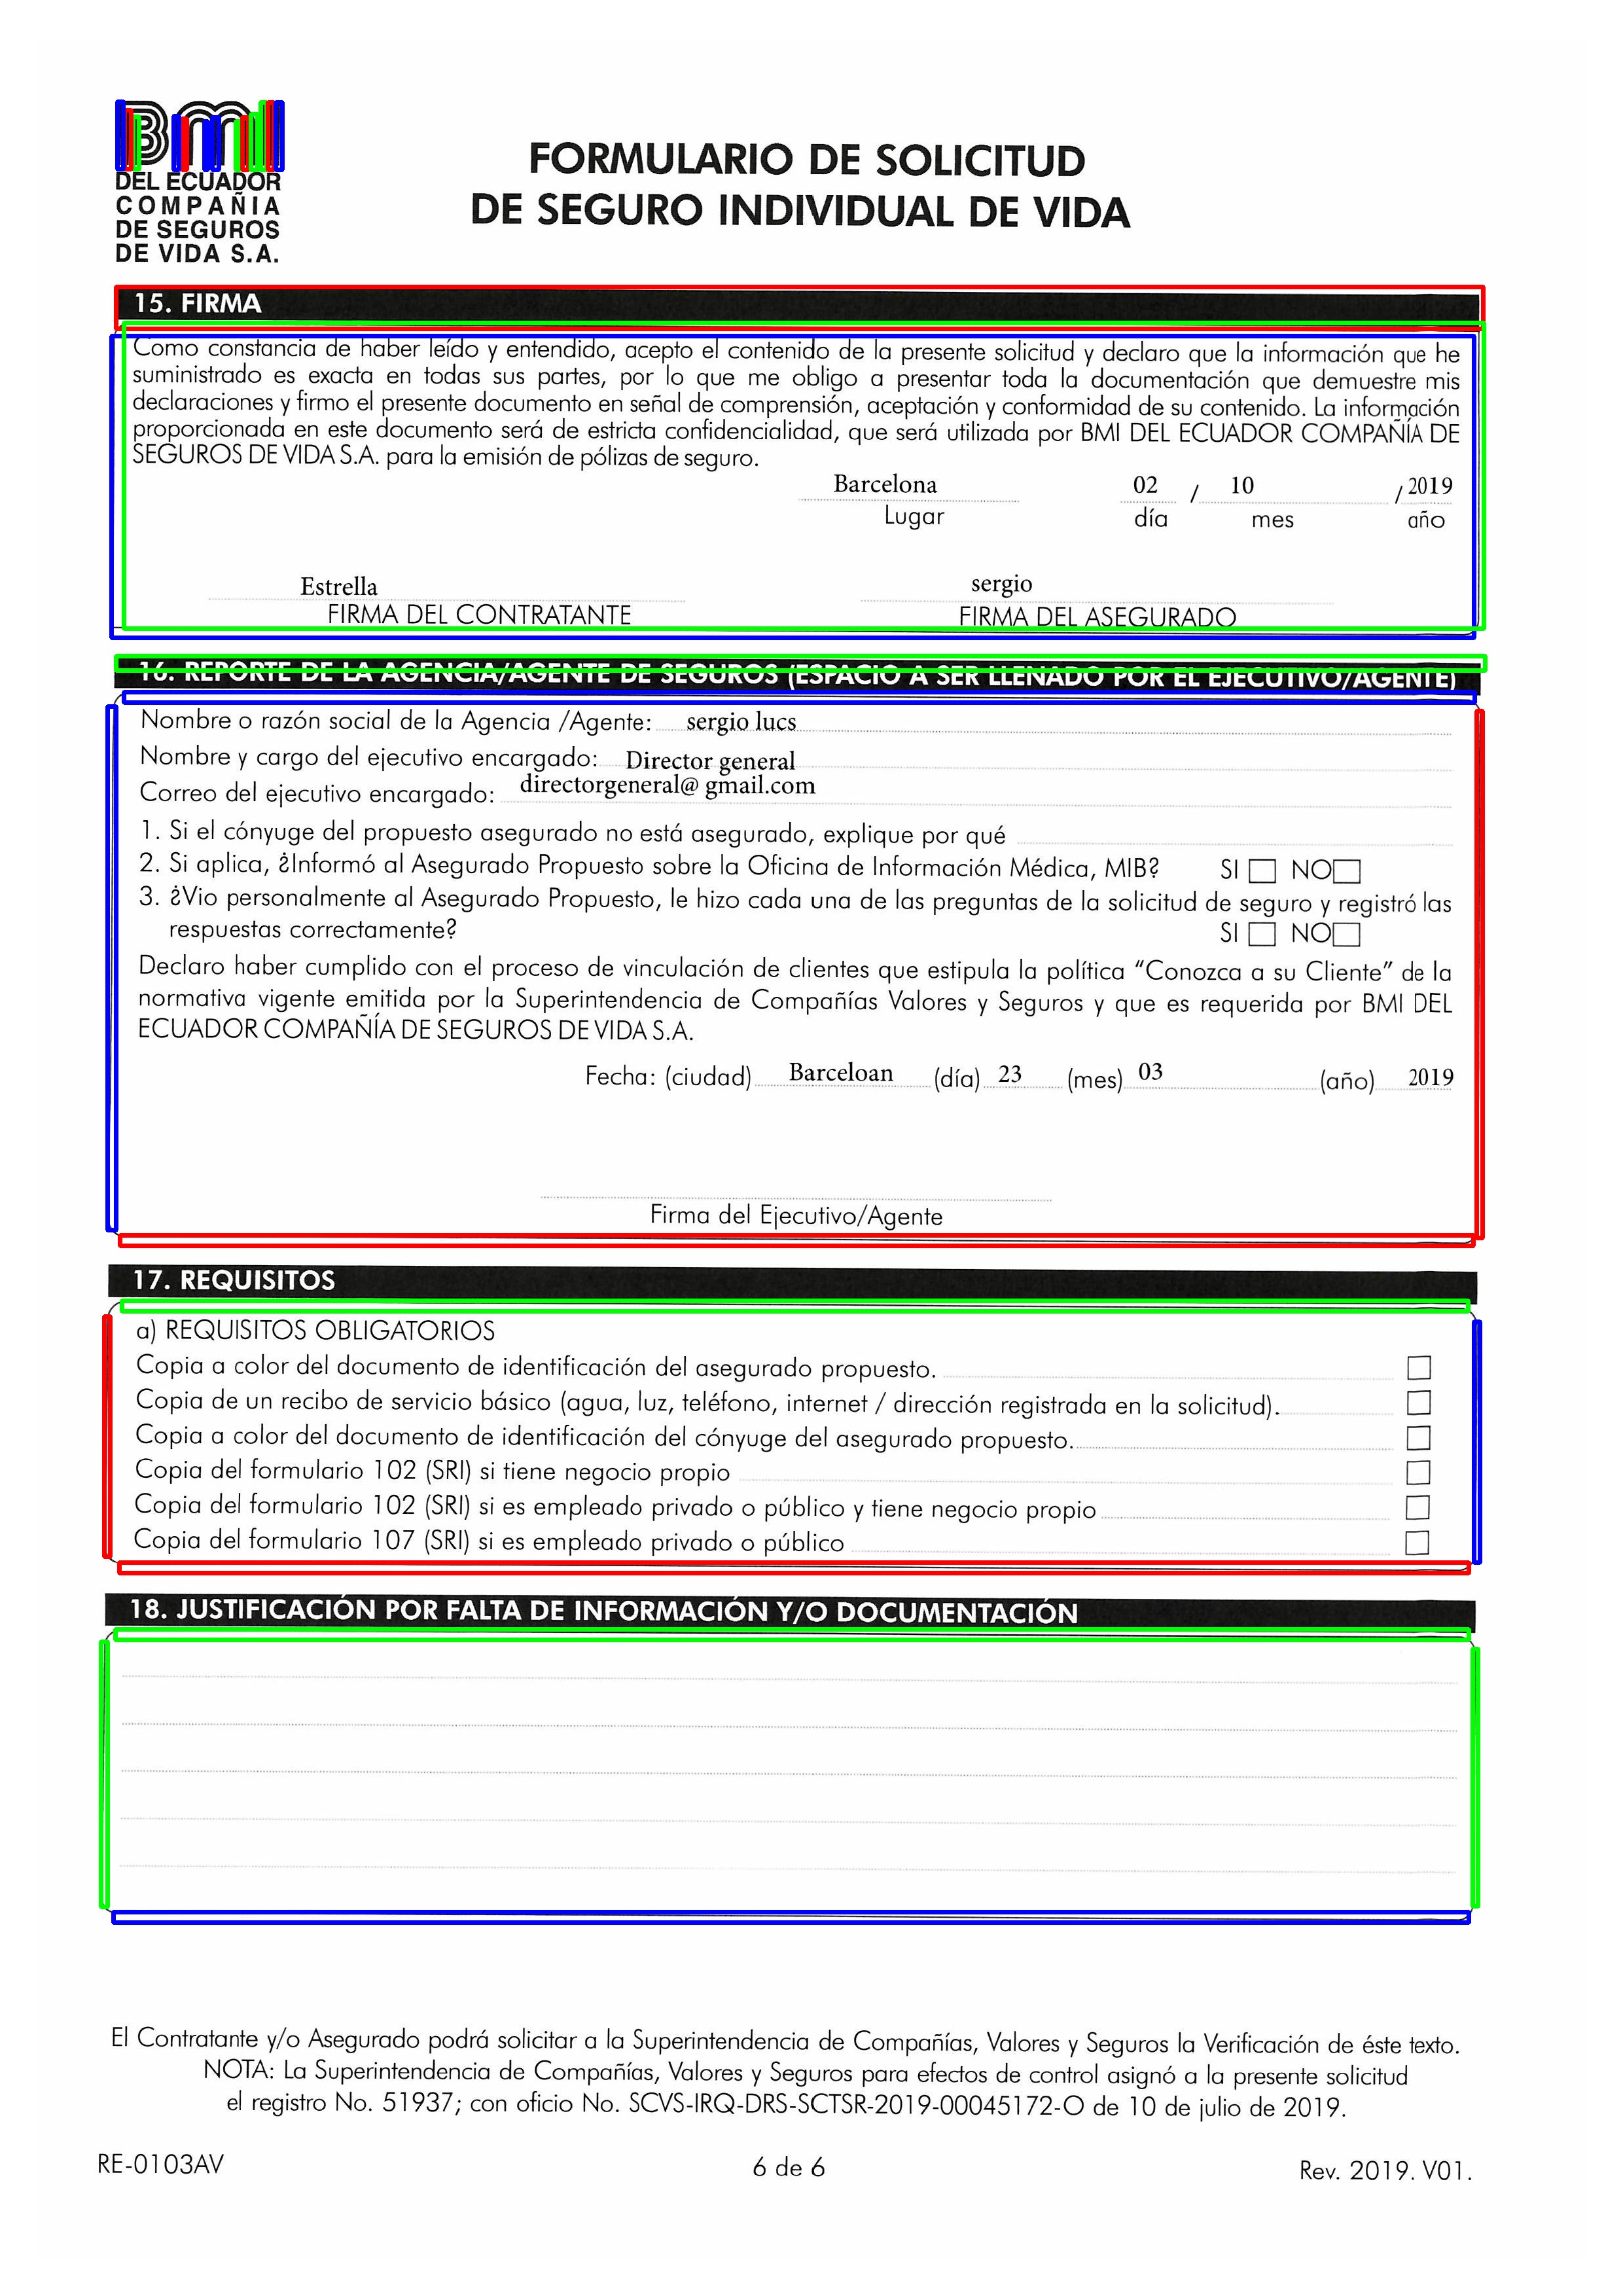 Bmi
DEL ECUADOR
COMPAÑIA
DE SEGUROS
DE VIDA S.A.
FORMULARIO DE SOLICITUD
DE SEGURO INDIVIDUAL DE VIDA
15. FIRMA
Como constancia de haber leído y entendido, acepto el contenido de la presente solicitud y declaro que la información que he
suministrado es exacta en todas sus partes, por lo que me obligo a presentar toda la documentación que demuestre mis
declaraciones y firmo el presente documento en señal de comprensión, aceptación y conformidad de su contenido. La información
proporcionada en este documento será de estricta confidencialidad, que será utilizada por BMI DEL ECUADOR COMPAÑÍA DE
SEGUROS DE VIDA S.A. para la emisión de pólizas de seguro.
Barcelona 02 / 10 / 2019
Lugar día mes año
Estrella sergio
FIRMA DEL CONTRATANTE FIRMA DEL ASEGURADO
16. REPORTE DE LA AGENCIA/AGENTE DE SEGUROS (ESPACIO A SER LLENADO POR EL EJECUTIVO/AGENTE)
Nombre o razón social de la Agencia /Agente: sergio lucs
Nombre y cargo del ejecutivo encargado: Director general
Correo del ejecutivo encargado: directorgeneral@ gmail.com
1. Si el cónyuge del propuesto asegurado no está asegurado, explique por qué
2. Si aplica, ¿Informó al Asegurado Propuesto sobre la Oficina de Información Médica, MIB? SI NO
3. ¿Vio personalmente al Asegurado Propuesto, le hizo cada una de las preguntas de la solicitud de seguro y registró las
respuestas correctamente? SI NO
Declaro haber cumplido con el proceso de vinculación de clientes que estipula la política “Conozca a su Cliente” de la
normativa vigente emitida por la Superintendencia de Compañías Valores y Seguros y que es requerida por BMI DEL
ECUADOR COMPAÑÍA DE SEGUROS DE VIDA S.A.
Fecha: (ciudad) Barceloan (día) 23 (mes) 03 (año) 2019
Firma del Ejecutivo/Agente
17. REQUISITOS
a) REQUISITOS OBLIGATORIOS
Copia a color del documento de identificación del asegurado propuesto.
Copia de un recibo de servicio básico (agua, luz, teléfono, internet / dirección registrada en la solicitud).
Copia a color del documento de identificación del cónyuge del asegurado propuesto.
Copia del formulario 102 (SRI) si tiene negocio propio
Copia del formulario 102 (SRI) si es empleado privado o público y tiene negocio propio
Copia del formulario 107 (SRI) si es empleado privado o público
18. JUSTIFICACIÓN POR FALTA DE INFORMACIÓN Y/O DOCUMENTACIÓN
El Contratante y/o Asegurado podrá solicitar a la Superintendencia de Compañías, Valores y Seguros la Verificación de éste texto.
NOTA: La Superintendencia de Compañías, Valores y Seguros para efectos de control asignó a la presente solicitud
el registro No. 51937; con oficio No. SCVS-IRQ-DRS-SCTSR-2019-00045172-O de 10 de julio de 2019.
RE-0103AV 6 de 6 Rev. 2019. V01.